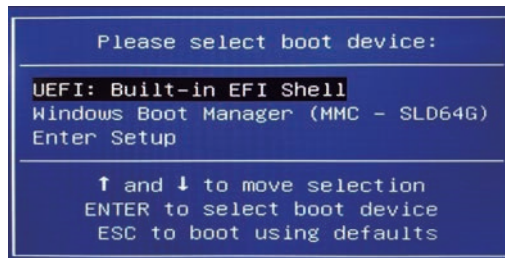 Please select boot device:
UEFI: Built-in EFI Shell
Windows Boot Manager (MMC – SLD64G)
Enter Setup
↑ and ↓ to move selection
ENTER to select boot device
ESC to boot using defaults